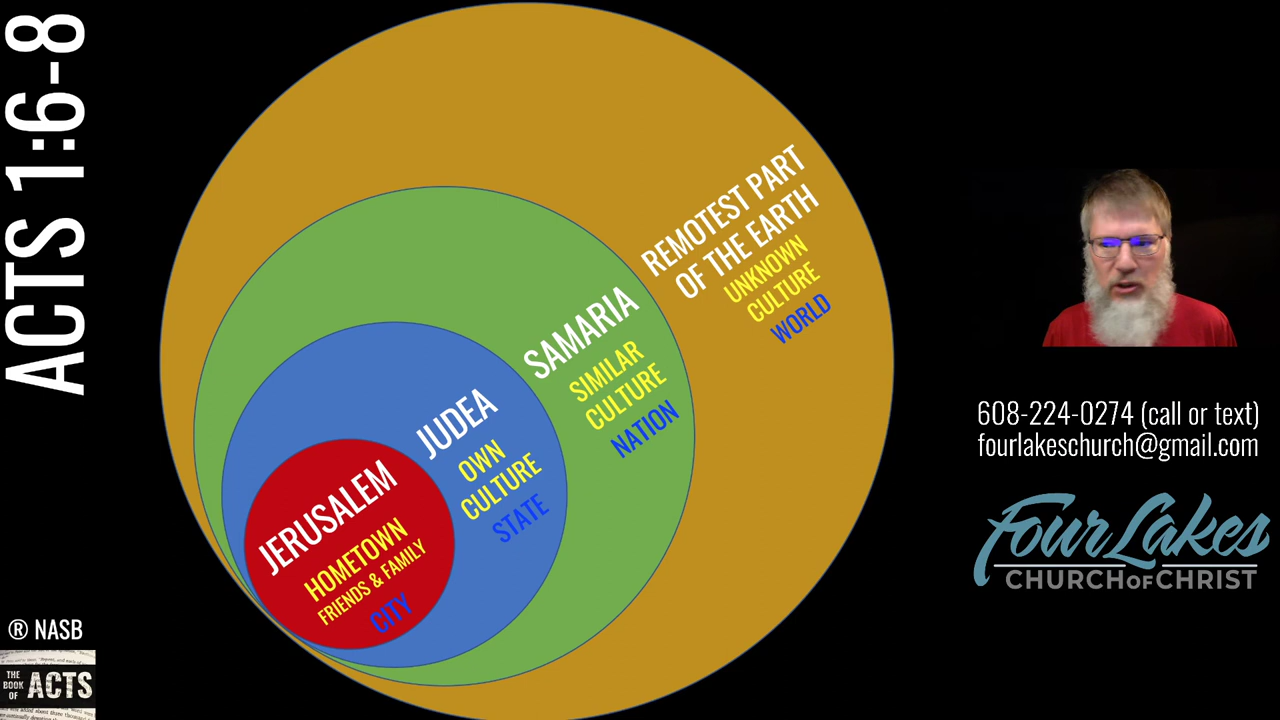 ACTS 1:6-8
REMOTEST PART
OF THE EARTH
UNKNOWN
CULTURE
WORLD
SAMARIA
SIMILAR
CULTURE
NATION
JUDEA
OWN
CULTURE
STATE
JERUSALEM
HOMETOWN
FRIENDS & FAMILY
CITY
608-224-0274 (call or text)
fourlakeschurch@gmail.com
Four Lakes
CHURCH OF CHRIST
® NASB
THE
BOOK
OF
ACTS